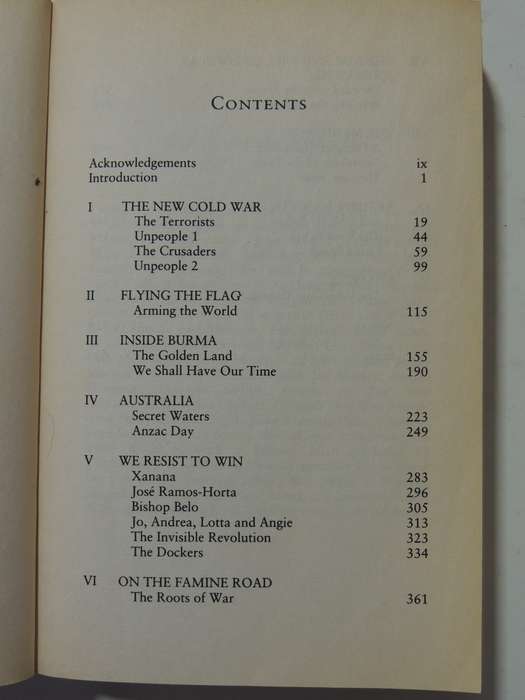 CONTENTS
Acknowledgements ix
Introduction 1
I THE NEW COLD WAR
The Terrorists 19
Unpeople 1 44
The Crusaders 59
Unpeople 2 99
II FLYING THE FLAG
Arming the World 115
III INSIDE BURMA
The Golden Land 155
We Shall Have Our Time 190
IV AUSTRALIA
Secret Waters 223
Anzac Day 249
V WE RESIST TO WIN
Xanana 283
José Ramos-Horta 296
Bishop Belo 305
Jo, Andrea, Lotta and Angie 313
The Invisible Revolution 323
The Dockers 334
VI ON THE FAMINE ROAD
The Roots of War 361